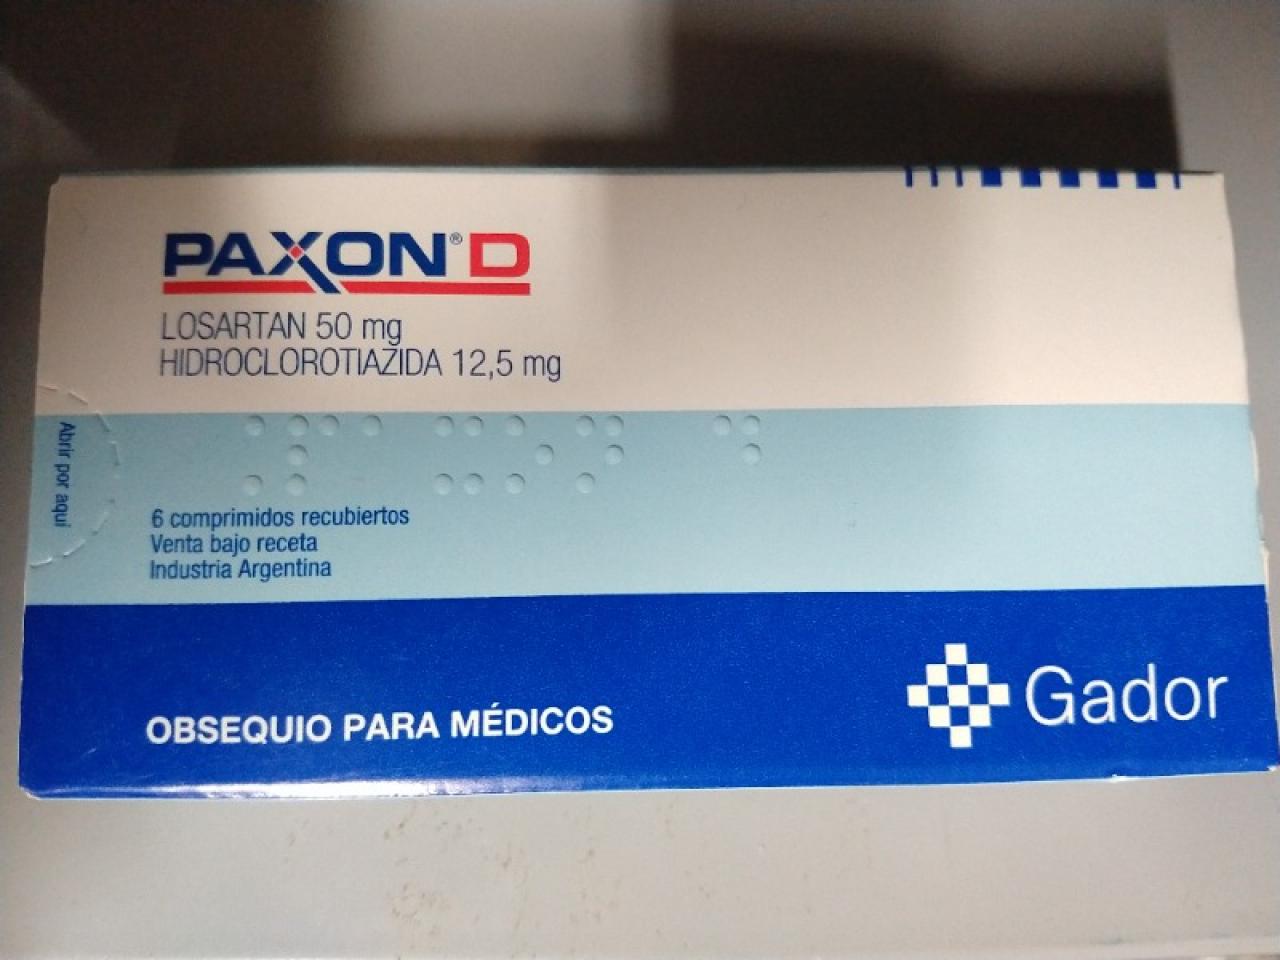 PAXON® D
LOSARTAN 50 mg
HIDROCLOROTIAZIDA 12,5 mg
Abrir por aquí
6 comprimidos recubiertos
Venta bajo receta
Industria Argentina
OBSEQUIO PARA MÉDICOS
Gador